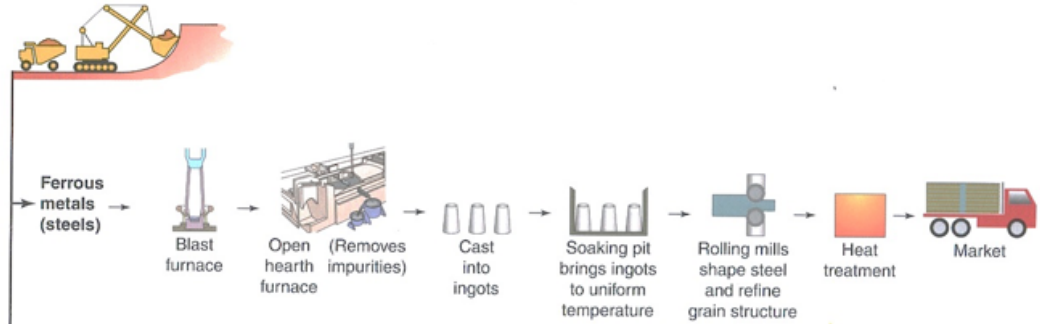 Ferrous
metals
(steels)
Blast
furnace
Open
hearth
furnace
(Removes
impurities)
Cast
into
ingots
Soaking pit
brings ingots
to uniform
temperature
Rolling mills
shape steel
and refine
grain structure
Heat
treatment
Market